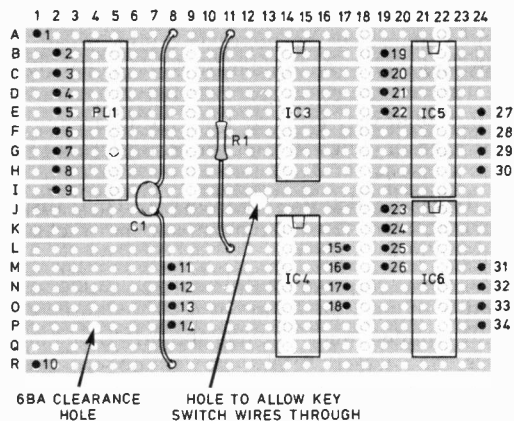 1 2 3 4 5 6 7 8 9 10 11 12 13 14 15 16 17 18 19 20 21 22 23 24
A 1
B 2 19
C 3 20
D 4 PL1 21
E 5 IC3 22 IC5 27
F 6 28
G 7 R1 29
H 8 30
I 9
J 23
K C1 24
L 15 25
M 11 16 IC4 26 IC6 31
N 12 17 32
O 13 18 33
P 14 34
Q
R 10
6BA CLEARANCE
HOLE
HOLE TO ALLOW KEY
SWITCH WIRES THROUGH